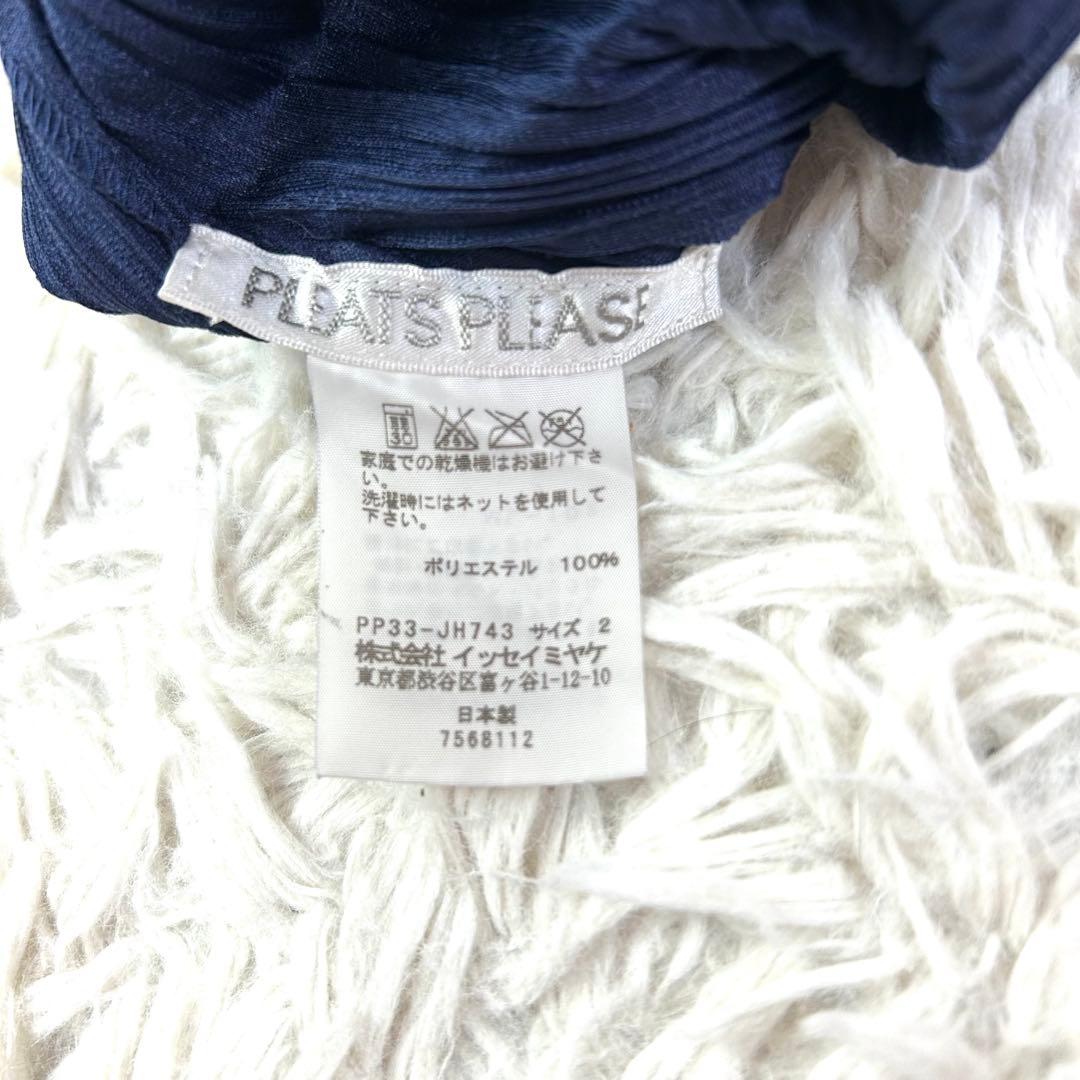 PLEATS PLEASE
30
家庭での乾燥機はお避け下さ
い。
洗濯時にはネットを使用して
下さい。
ポリエステル 100%
PP33-JH743 サイズ 2
株式会社 イッセイミヤケ
東京都渋谷区富ヶ谷1-12-10
日本製
7568112